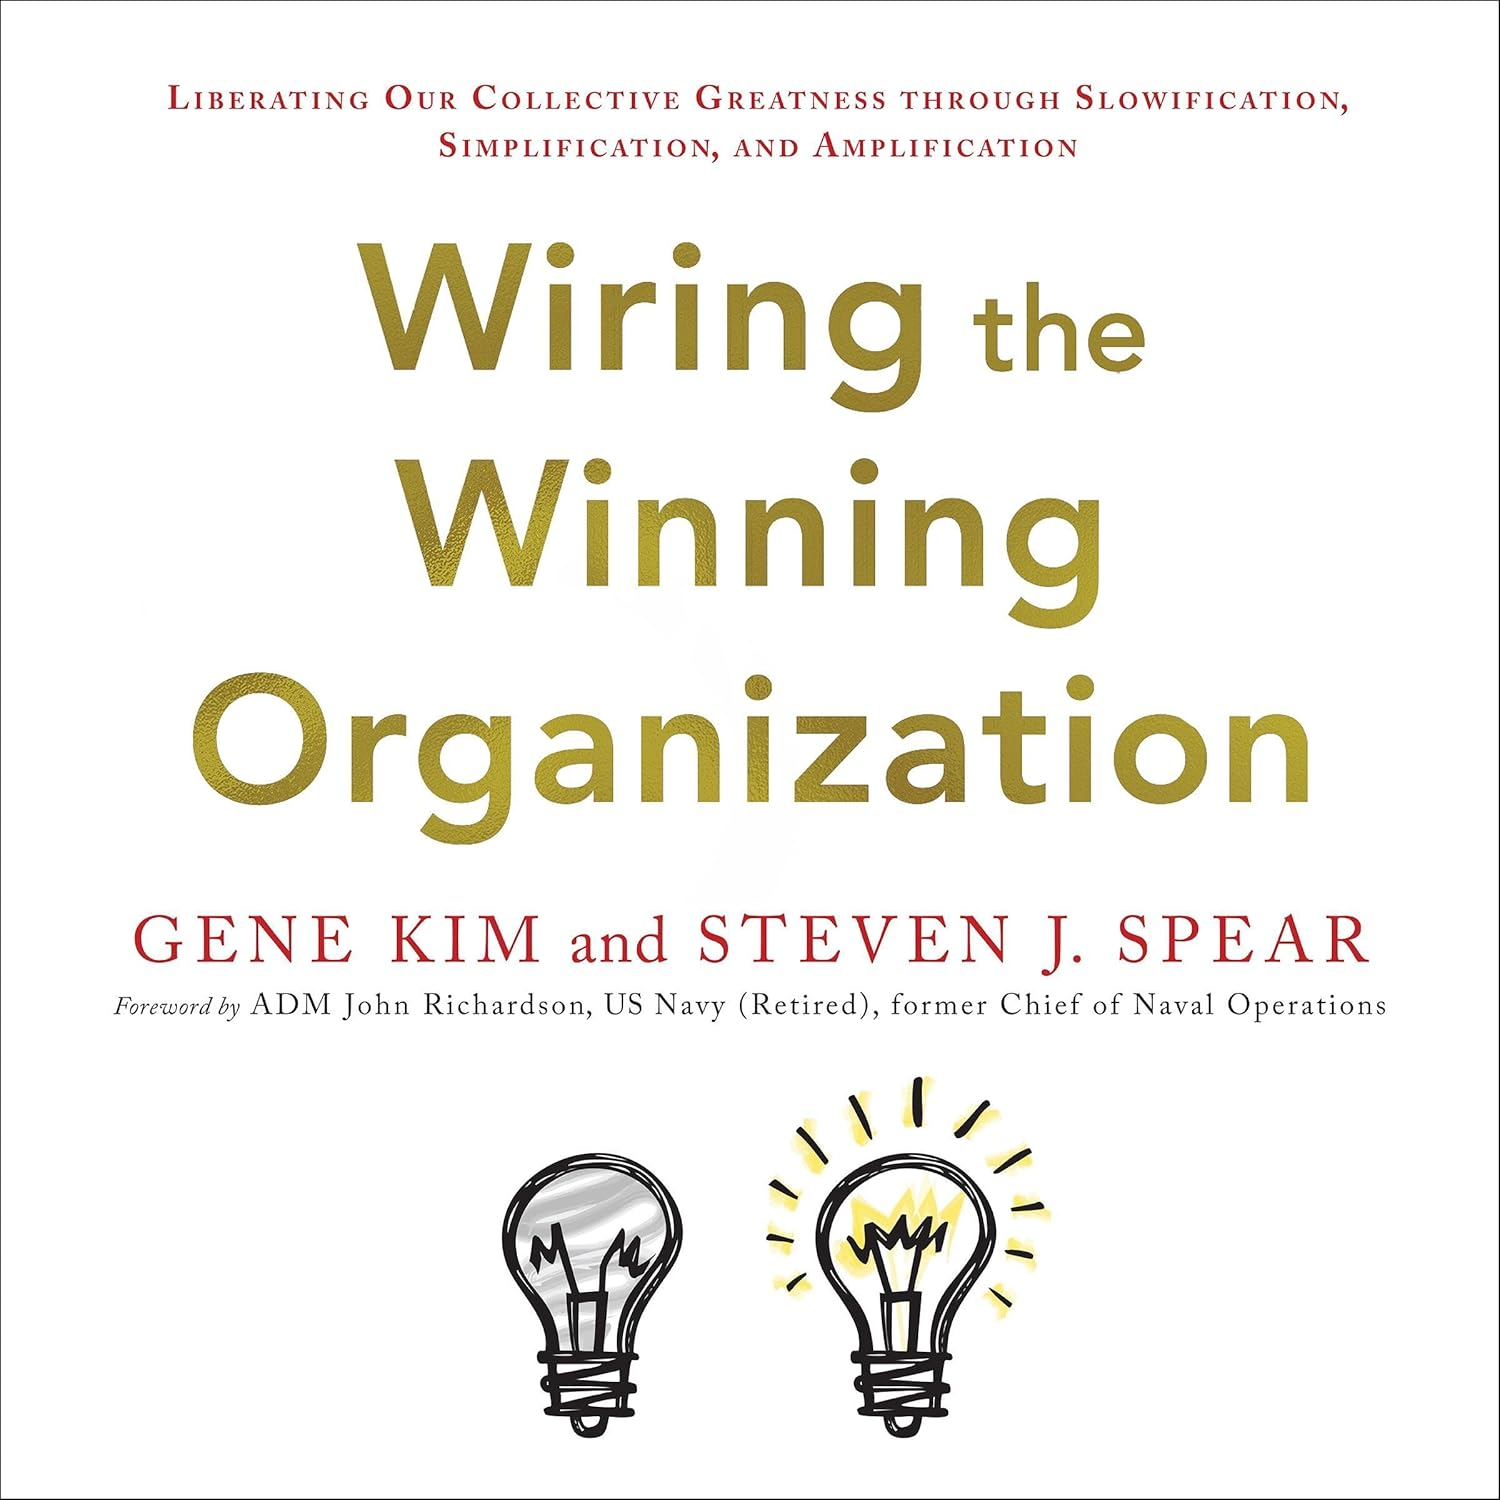 Liberating Our Collective Greatness through Slowification,
Simplification, and Amplification
Wiring the
Winning
Organization
GENE KIM and STEVEN J. SPEAR
Foreword by ADM John Richardson, US Navy (Retired), former Chief of Naval Operations